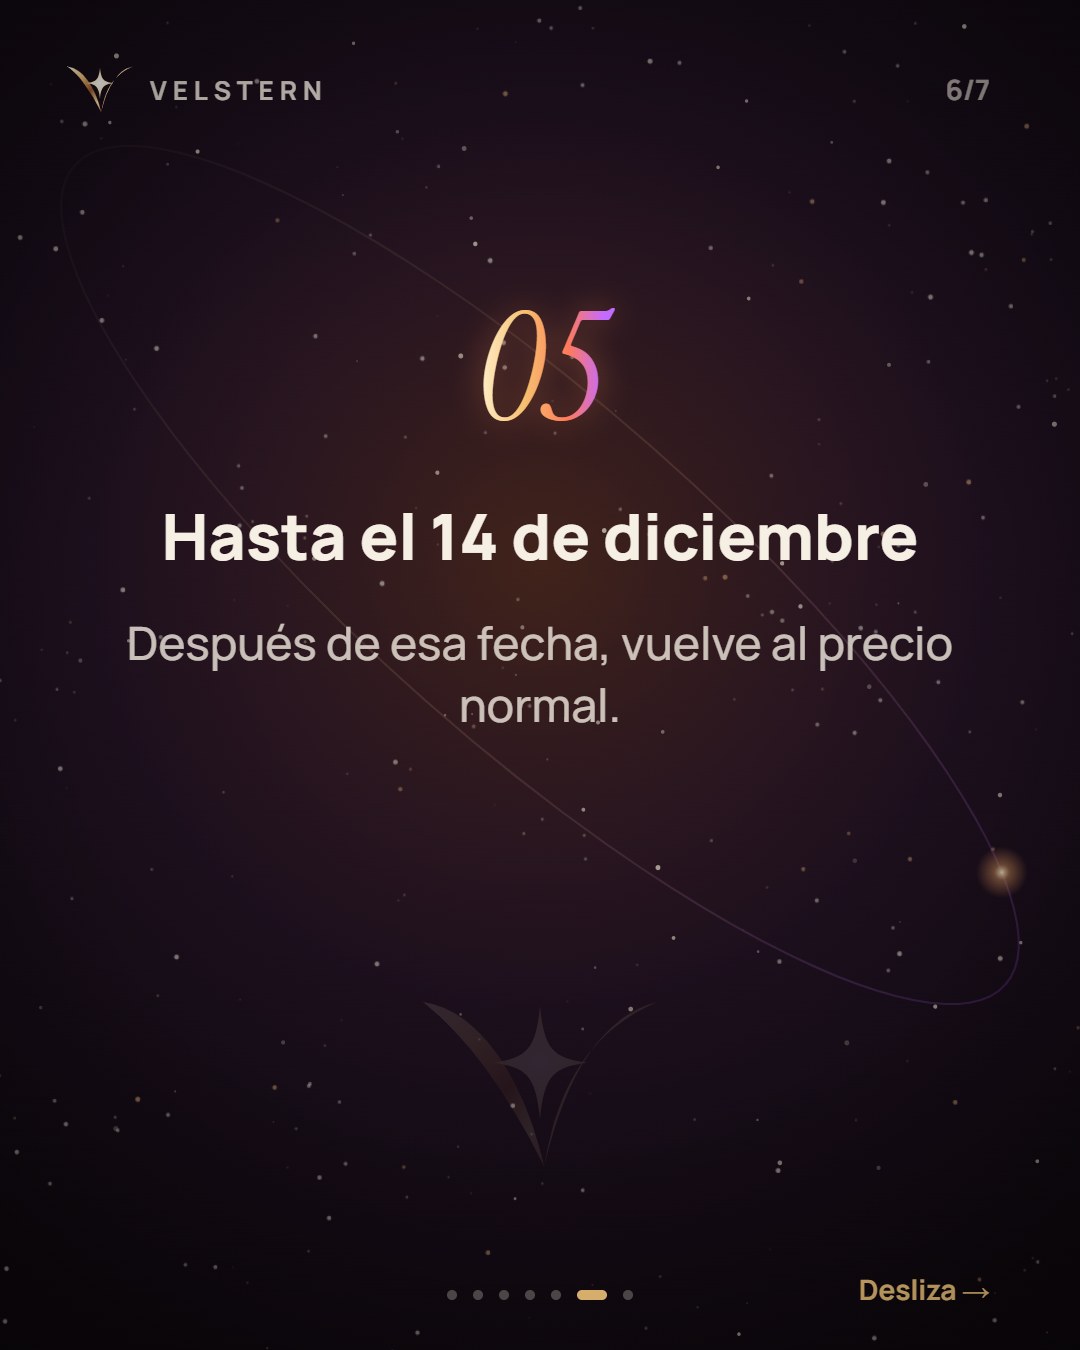 VELSTERN
6/7
05
Hasta el 14 de diciembre
Después de esa fecha, vuelve al precio
normal.
Desliza →